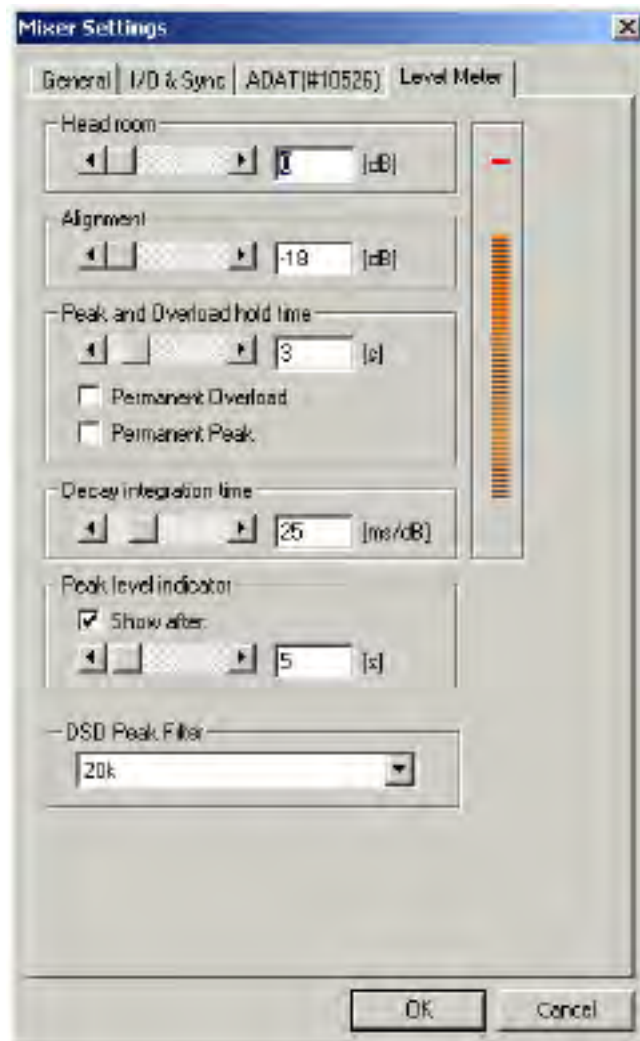 Mixer Settings
General I/O & Sync ADAT(#10526) Level Meter
Head room
0 [dB]
Alignment
-18 [dB]
Peak and Overload hold time
3 [s]
Permanent Overload
Permanent Peak
Decay integration time
25 [ms/dB]
Peak level indicator
Show after:
5 [s]
DSD Peak Filter
20k
OK Cancel